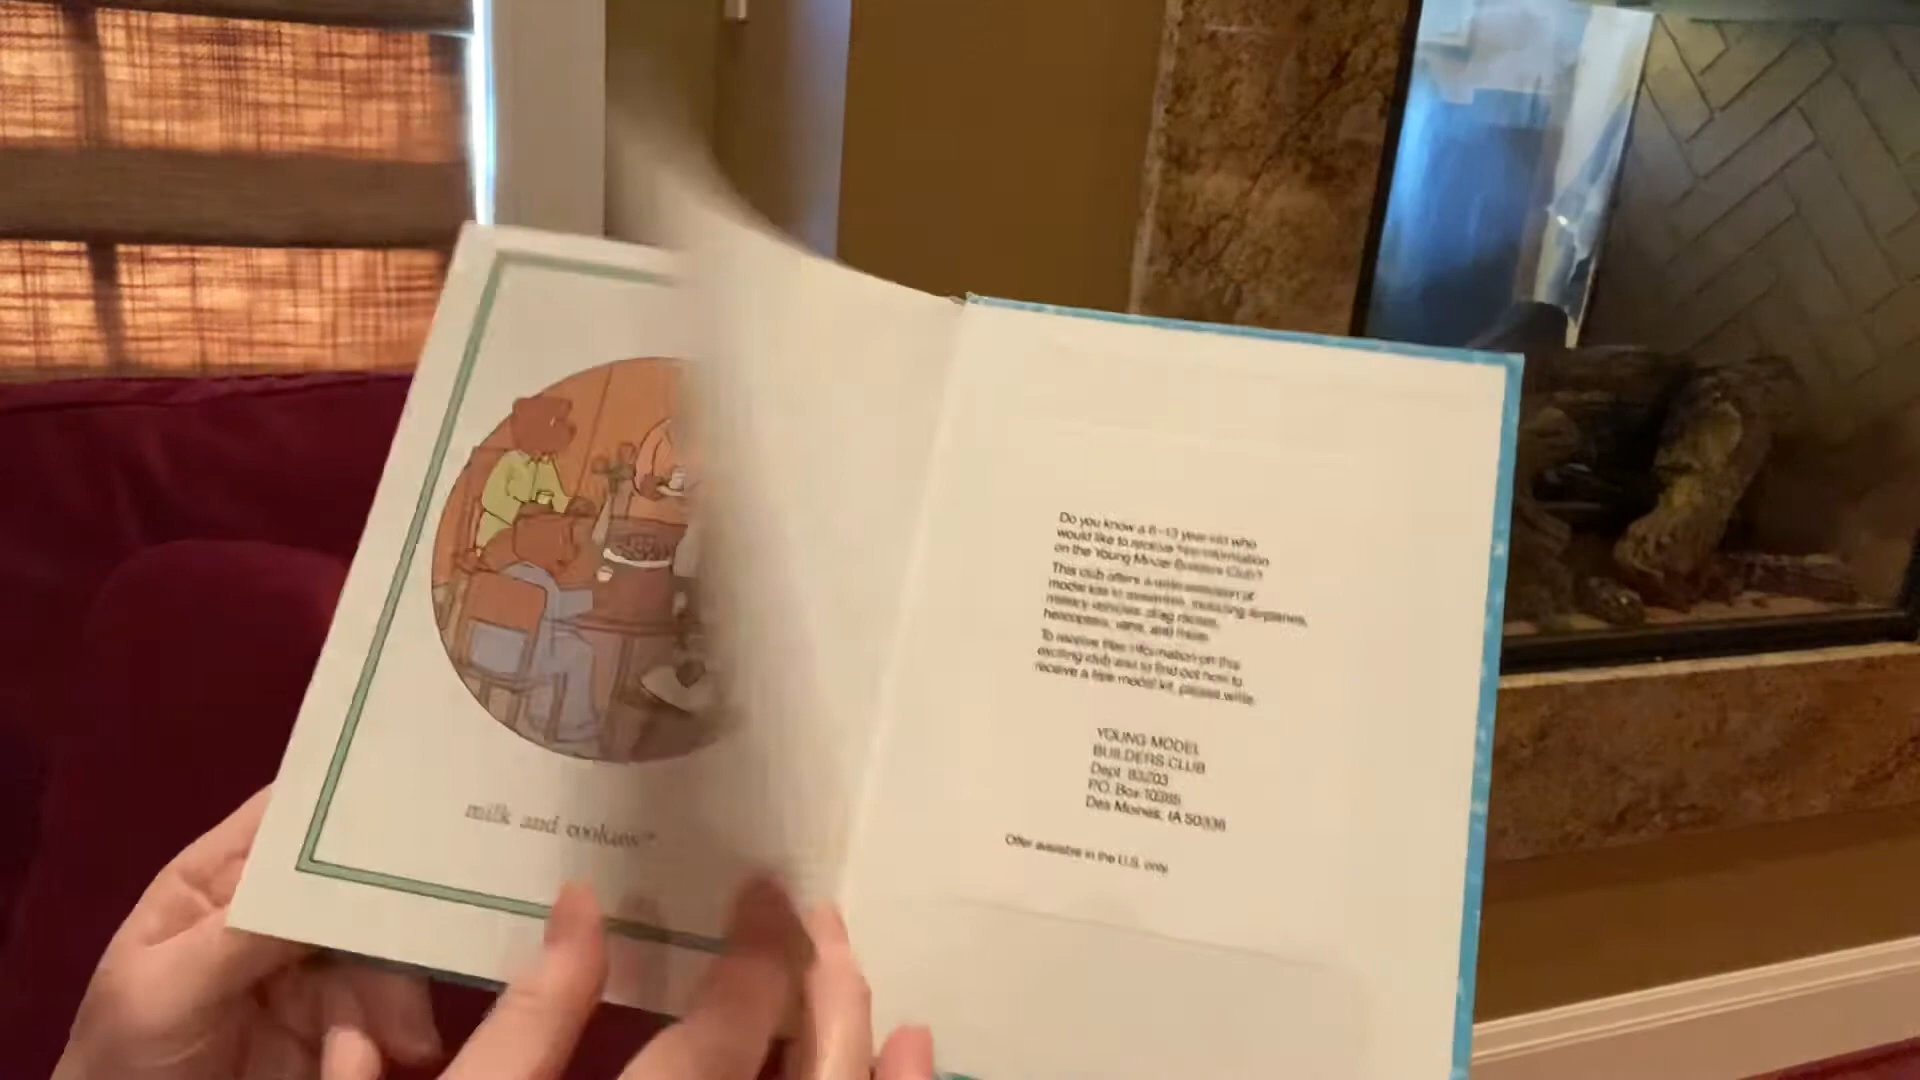 milk and cookies"
Do you know a 6–13 year old who
would like to receive free information
on the Young Model Builders Club?
This club offers a wide selection of
model kits to assemble, including airplanes,
military vehicles, drag racers,
helicopters, vans, and more.
To receive free information on this
exciting club and to find out how to
receive a free model kit, please write:
YOUNG MODEL
BUILDERS CLUB
Dept.
P.O. Box
Des Moines, IA 50336
Offer available in the U.S. only.